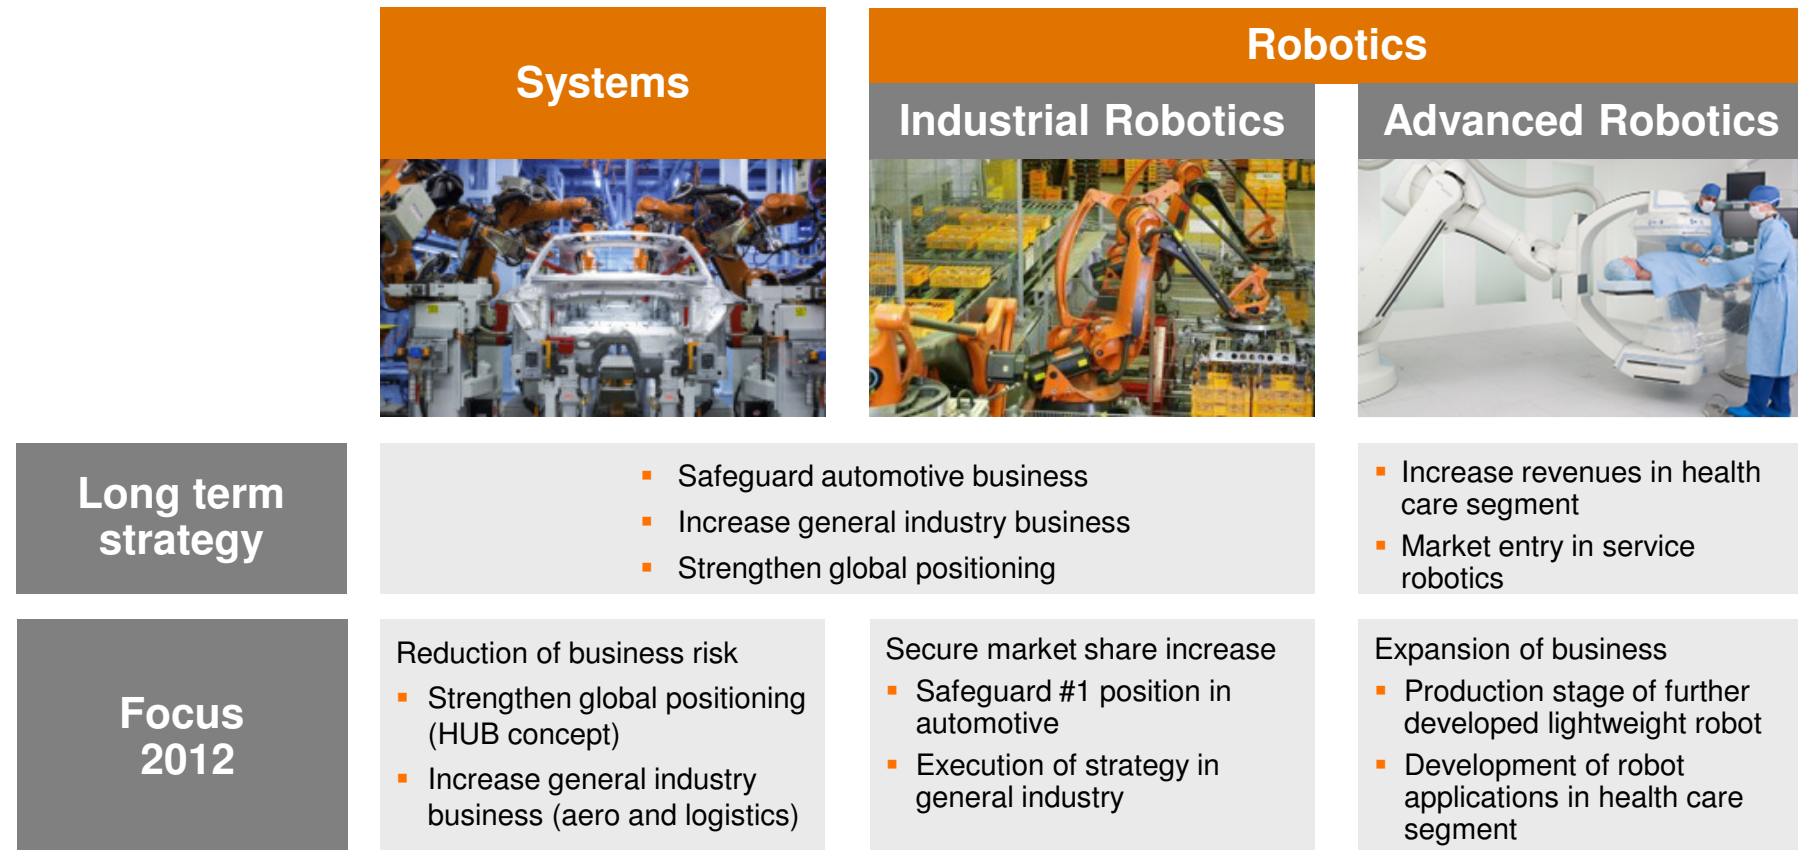 Systems
Robotics
Industrial Robotics
Advanced Robotics
Long term
strategy
▪ Safeguard automotive business
▪ Increase general industry business
▪ Strengthen global positioning
▪ Increase revenues in health
care segment
▪ Market entry in service
robotics
Focus
2012
Reduction of business risk
▪ Strengthen global positioning
(HUB concept)
▪ Increase general industry
business (aero and logistics)
Secure market share increase
▪ Safeguard #1 position in
automotive
▪ Execution of strategy in
general industry
Expansion of business
▪ Production stage of further
developed lightweight robot
▪ Development of robot
applications in health care
segment